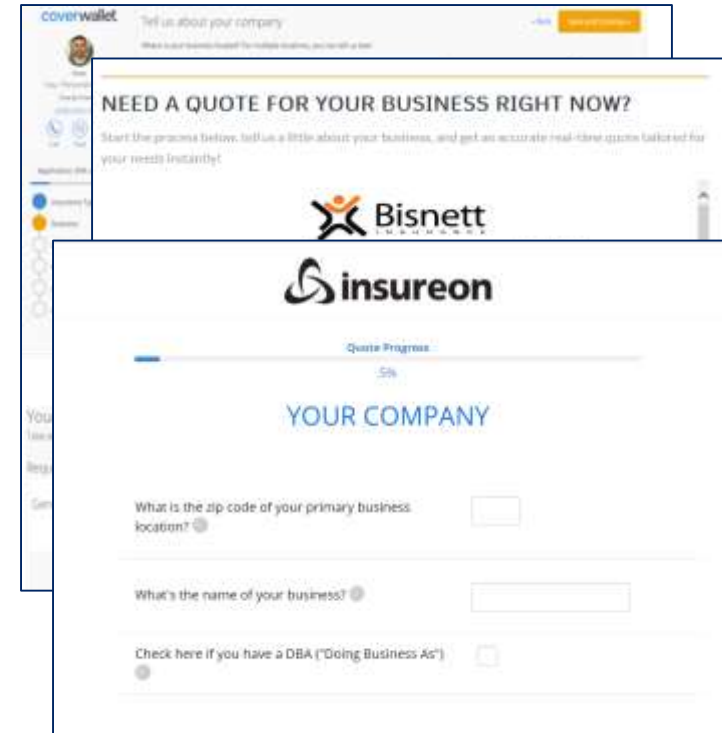 coverwallet
Tell us about your company
NEED A QUOTE FOR YOUR BUSINESS RIGHT NOW?
Start the process below, tell us a little about your business, and get an accurate real-time quote tailored for
your needs instantly!
Bisnett
INSURANCE
insureon
Quote Progress
5%
YOUR COMPANY
What is the zip code of your primary business
location?
What's the name of your business?
Check here if you have a DBA ("Doing Business As")